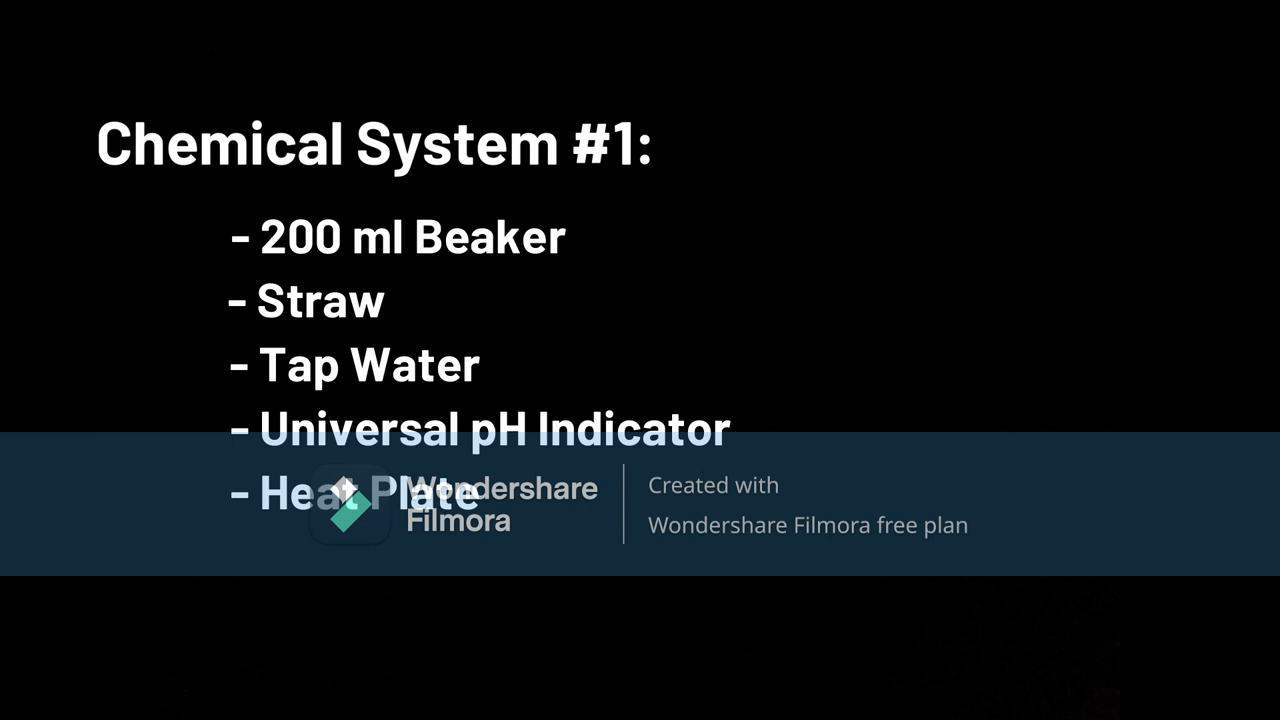 Chemical System #1:
- 200 ml Beaker
- Straw
- Tap Water
- Universal pH Indicator
- Heat Plate
Wondershare
Filmora
Created with
Wondershare Filmora free plan